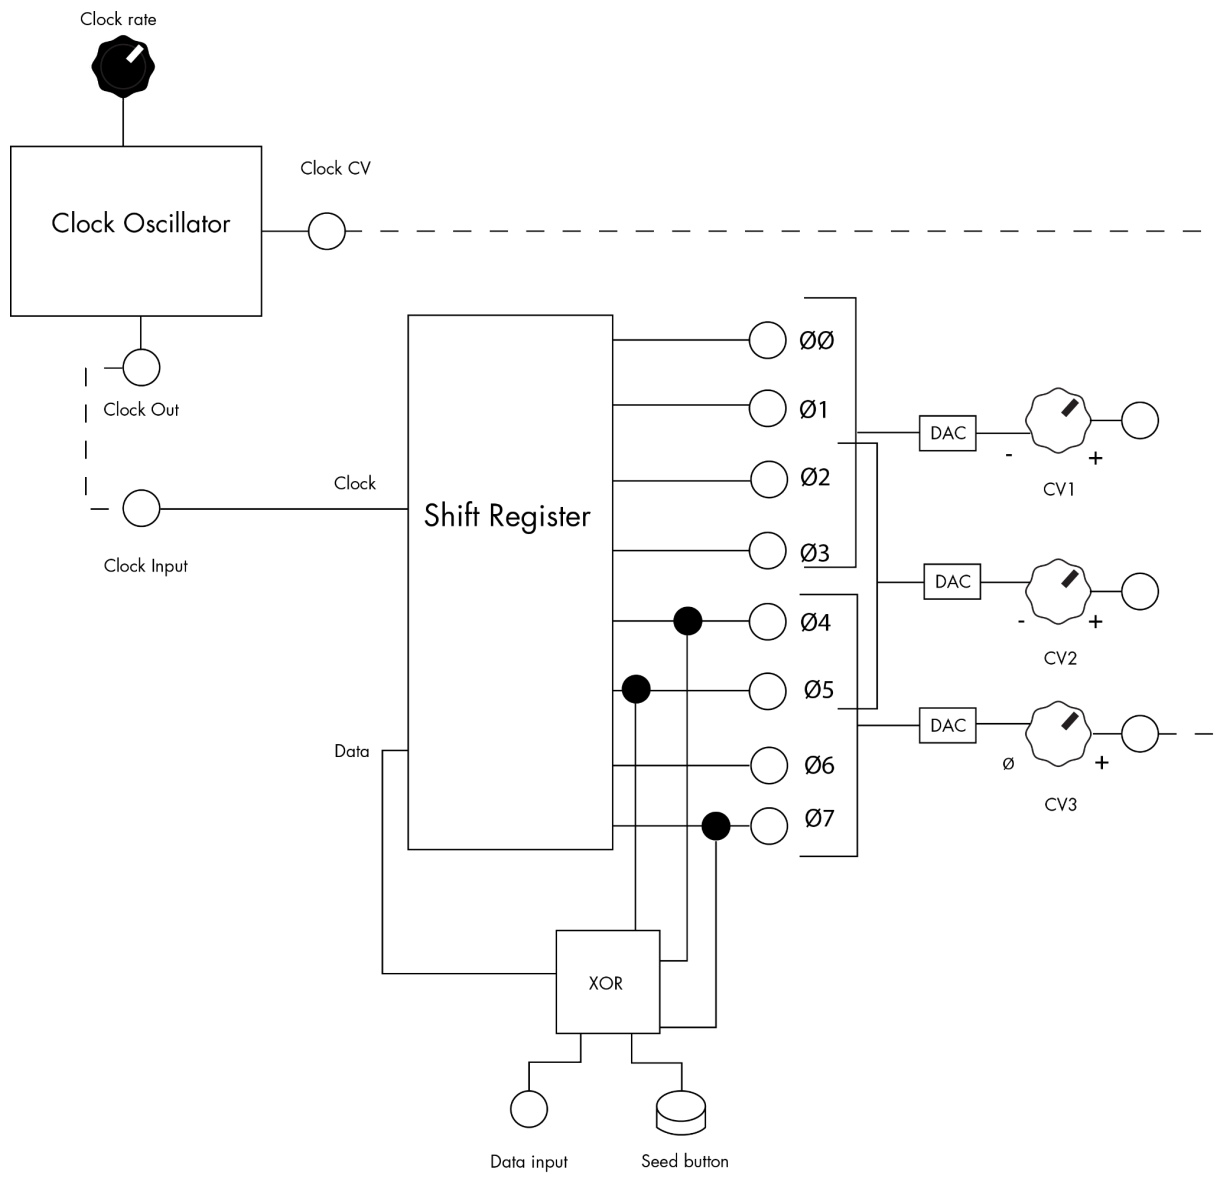 Clock rate
Clock CV
Clock Oscillator
ØØ
Clock Out
Ø1
DAC
- +
CV1
Clock
Ø2
Shift Register
Ø3
Clock Input
DAC
Ø4
- +
CV2
Ø5
DAC
Data
Ø6
Ø +
CV3
Ø7
XOR
Data input
Seed button